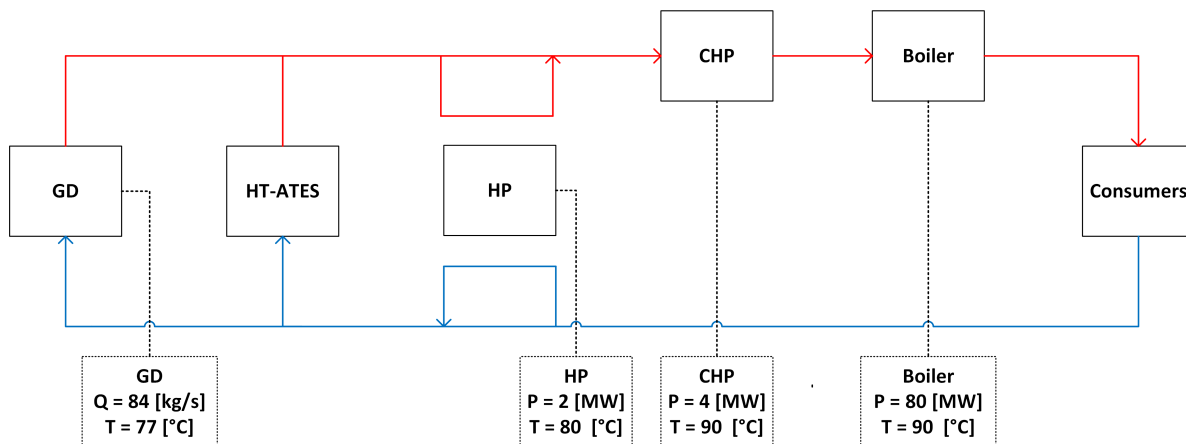 CHP
Boiler
GD
HT-ATES
HP
Consumers
GD
Q = 84 [kg/s]
T = 77 [°C]
HP
P = 2 [MW]
T = 80 [°C]
CHP
P = 4 [MW]
T = 90 [°C]
Boiler
P = 80 [MW]
T = 90 [°C]